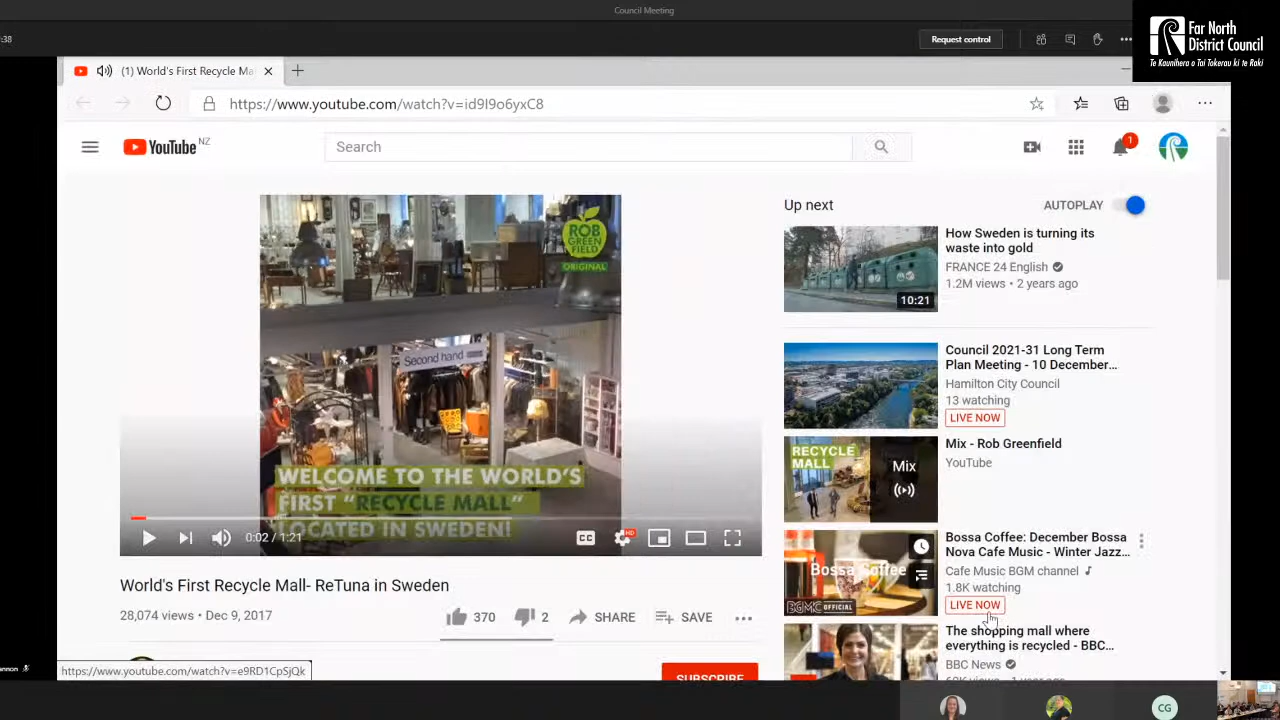 Council Meeting
:38
Request control
Far North
District Council
Te Kaunihera o Tai Tokerau ki te Raki
(1) World's First Recycle Ma
https://www.youtube.com/watch?v=id9I9o6yxC8
YouTube NZ
Search
1
ROB
GREEN
FIELD
ORIGINAL
Second hand
WELCOME TO THE WORLD'S
FIRST “RECYCLE MALL”
LOCATED IN SWEDEN!
0:02 / 1:21
CC
HD
World's First Recycle Mall- ReTuna in Sweden
28,074 views • Dec 9, 2017
370
2
SHARE
SAVE
SUBSCRIBE
Up next
AUTOPLAY
10:21
How Sweden is turning its
waste into gold
FRANCE 24 English
1.2M views • 2 years ago
Council 2021-31 Long Term
Plan Meeting - 10 December...
Hamilton City Council
13 watching
LIVE NOW
RECYCLE
MALL
Mix
Mix - Rob Greenfield
YouTube
Bossa Coffee
BGMC OFFICIAL
Bossa Coffee: December Bossa
Nova Cafe Music - Winter Jazz...
Cafe Music BGM channel
1.8K watching
LIVE NOW
The shopping mall where
everything is recycled - BBC...
BBC News
https://www.youtube.com/watch?v=e9RD1CpSjQk
CG